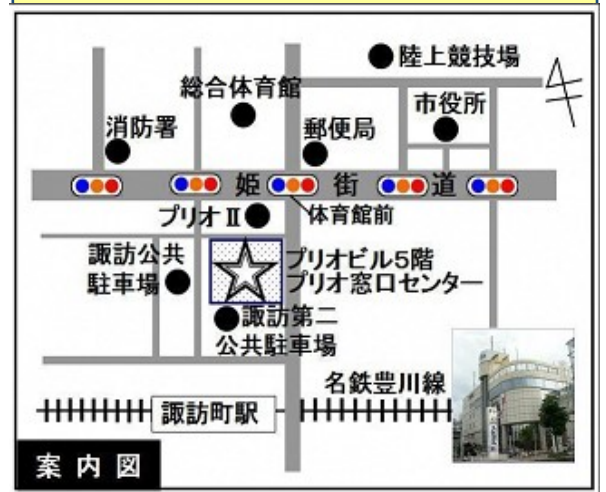 陸上競技場
総合体育館
市役所
消防署
郵便局
姫街道
プリオⅡ
体育館前
諏訪公共
駐車場
プリオビル5階
プリオ窓口センター
諏訪第二
公共駐車場
名鉄豊川線
諏訪町駅
案内図